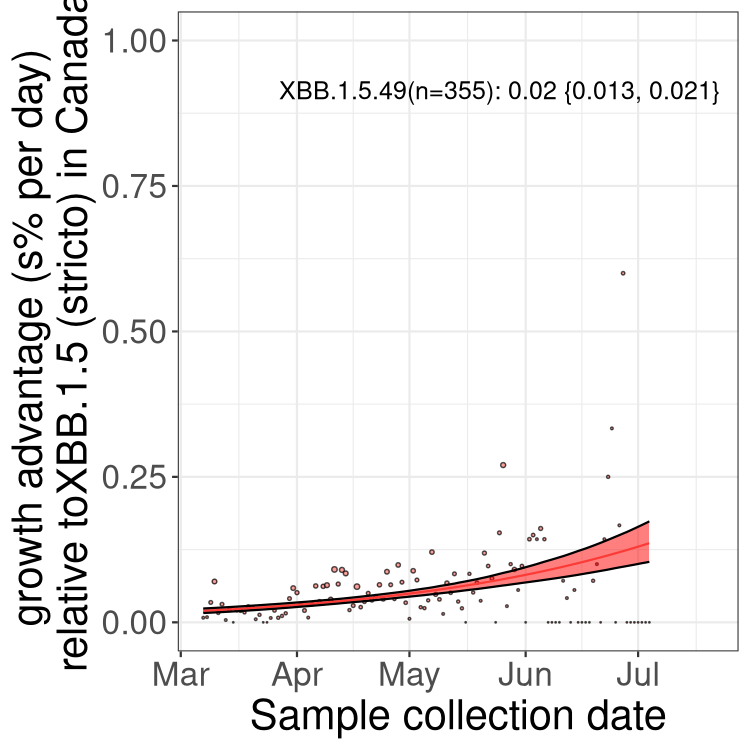 growth advantage (s% per day)
relative toXBB.1.5 (stricto) in Canada
1.00
0.75
0.50
0.25
0.00
XBB.1.5.49(n=355): 0.02 {0.013, 0.021}
Mar
Apr
May
Jun
Jul
Sample collection date